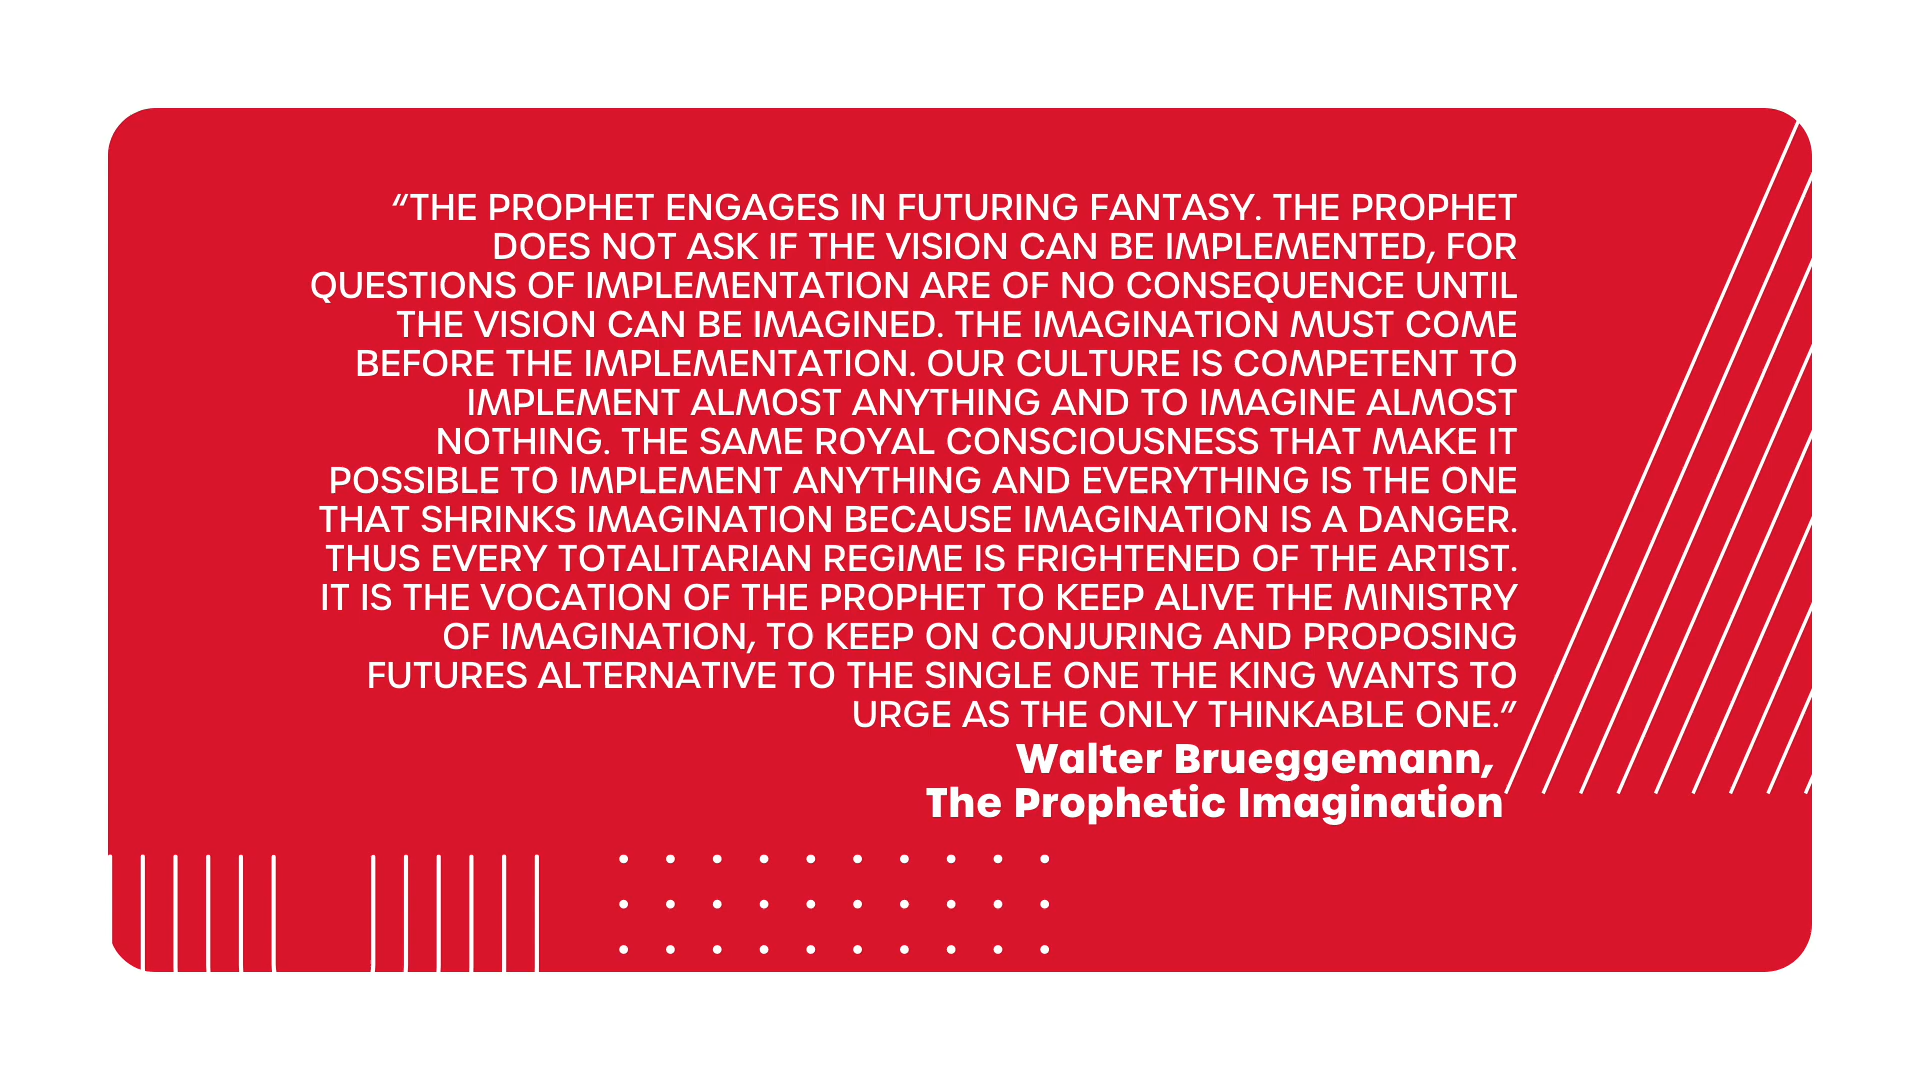 “THE PROPHET ENGAGES IN FUTURING FANTASY. THE PROPHET
DOES NOT ASK IF THE VISION CAN BE IMPLEMENTED, FOR
QUESTIONS OF IMPLEMENTATION ARE OF NO CONSEQUENCE UNTIL
THE VISION CAN BE IMAGINED. THE IMAGINATION MUST COME
BEFORE THE IMPLEMENTATION. OUR CULTURE IS COMPETENT TO
IMPLEMENT ALMOST ANYTHING AND TO IMAGINE ALMOST
NOTHING. THE SAME ROYAL CONSCIOUSNESS THAT MAKE IT
POSSIBLE TO IMPLEMENT ANYTHING AND EVERYTHING IS THE ONE
THAT SHRINKS IMAGINATION BECAUSE IMAGINATION IS A DANGER.
THUS EVERY TOTALITARIAN REGIME IS FRIGHTENED OF THE ARTIST.
IT IS THE VOCATION OF THE PROPHET TO KEEP ALIVE THE MINISTRY
OF IMAGINATION, TO KEEP ON CONJURING AND PROPOSING
FUTURES ALTERNATIVE TO THE SINGLE ONE THE KING WANTS TO
URGE AS THE ONLY THINKABLE ONE.”
Walter Brueggemann,
The Prophetic Imagination